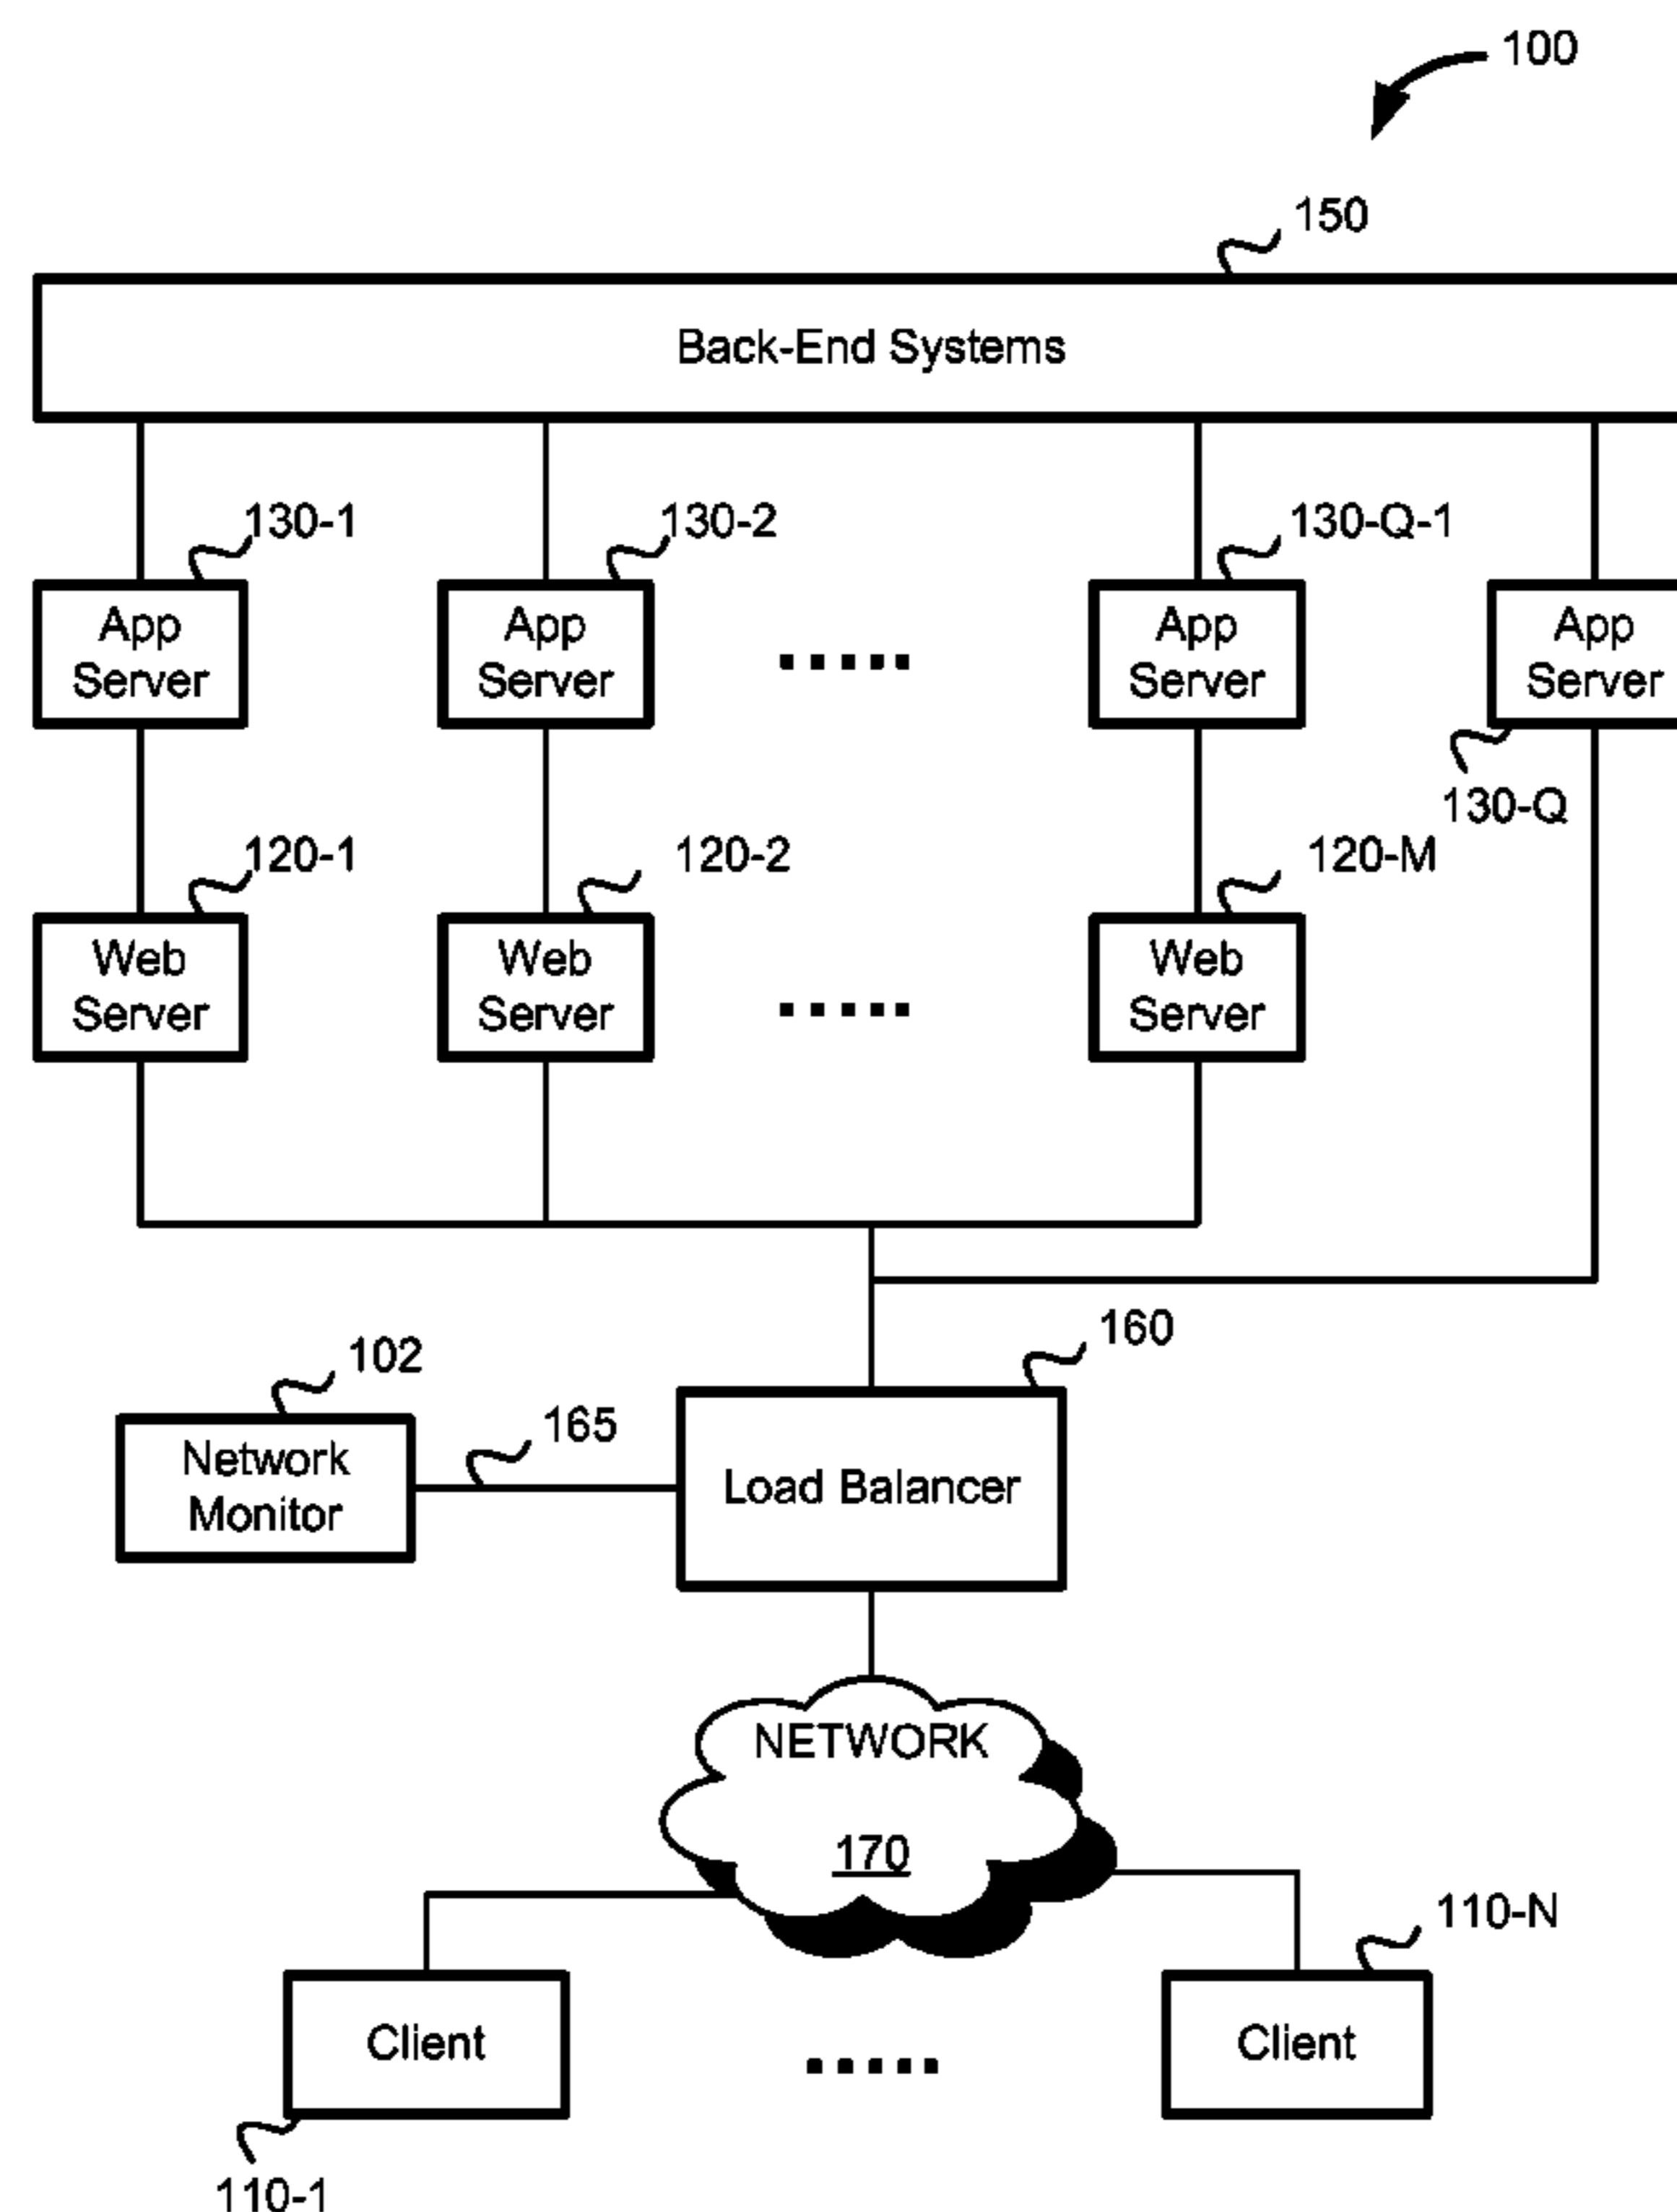 100
150
Back-End Systems
130-1
130-2
130-Q-1
App
Server
App
Server
App
Server
App
Server
130-Q
120-1
120-2
120-M
Web
Server
Web
Server
Web
Server
160
102
165
Network
Monitor
Load Balancer
NETWORK
170
110-N
Client
Client
110-1